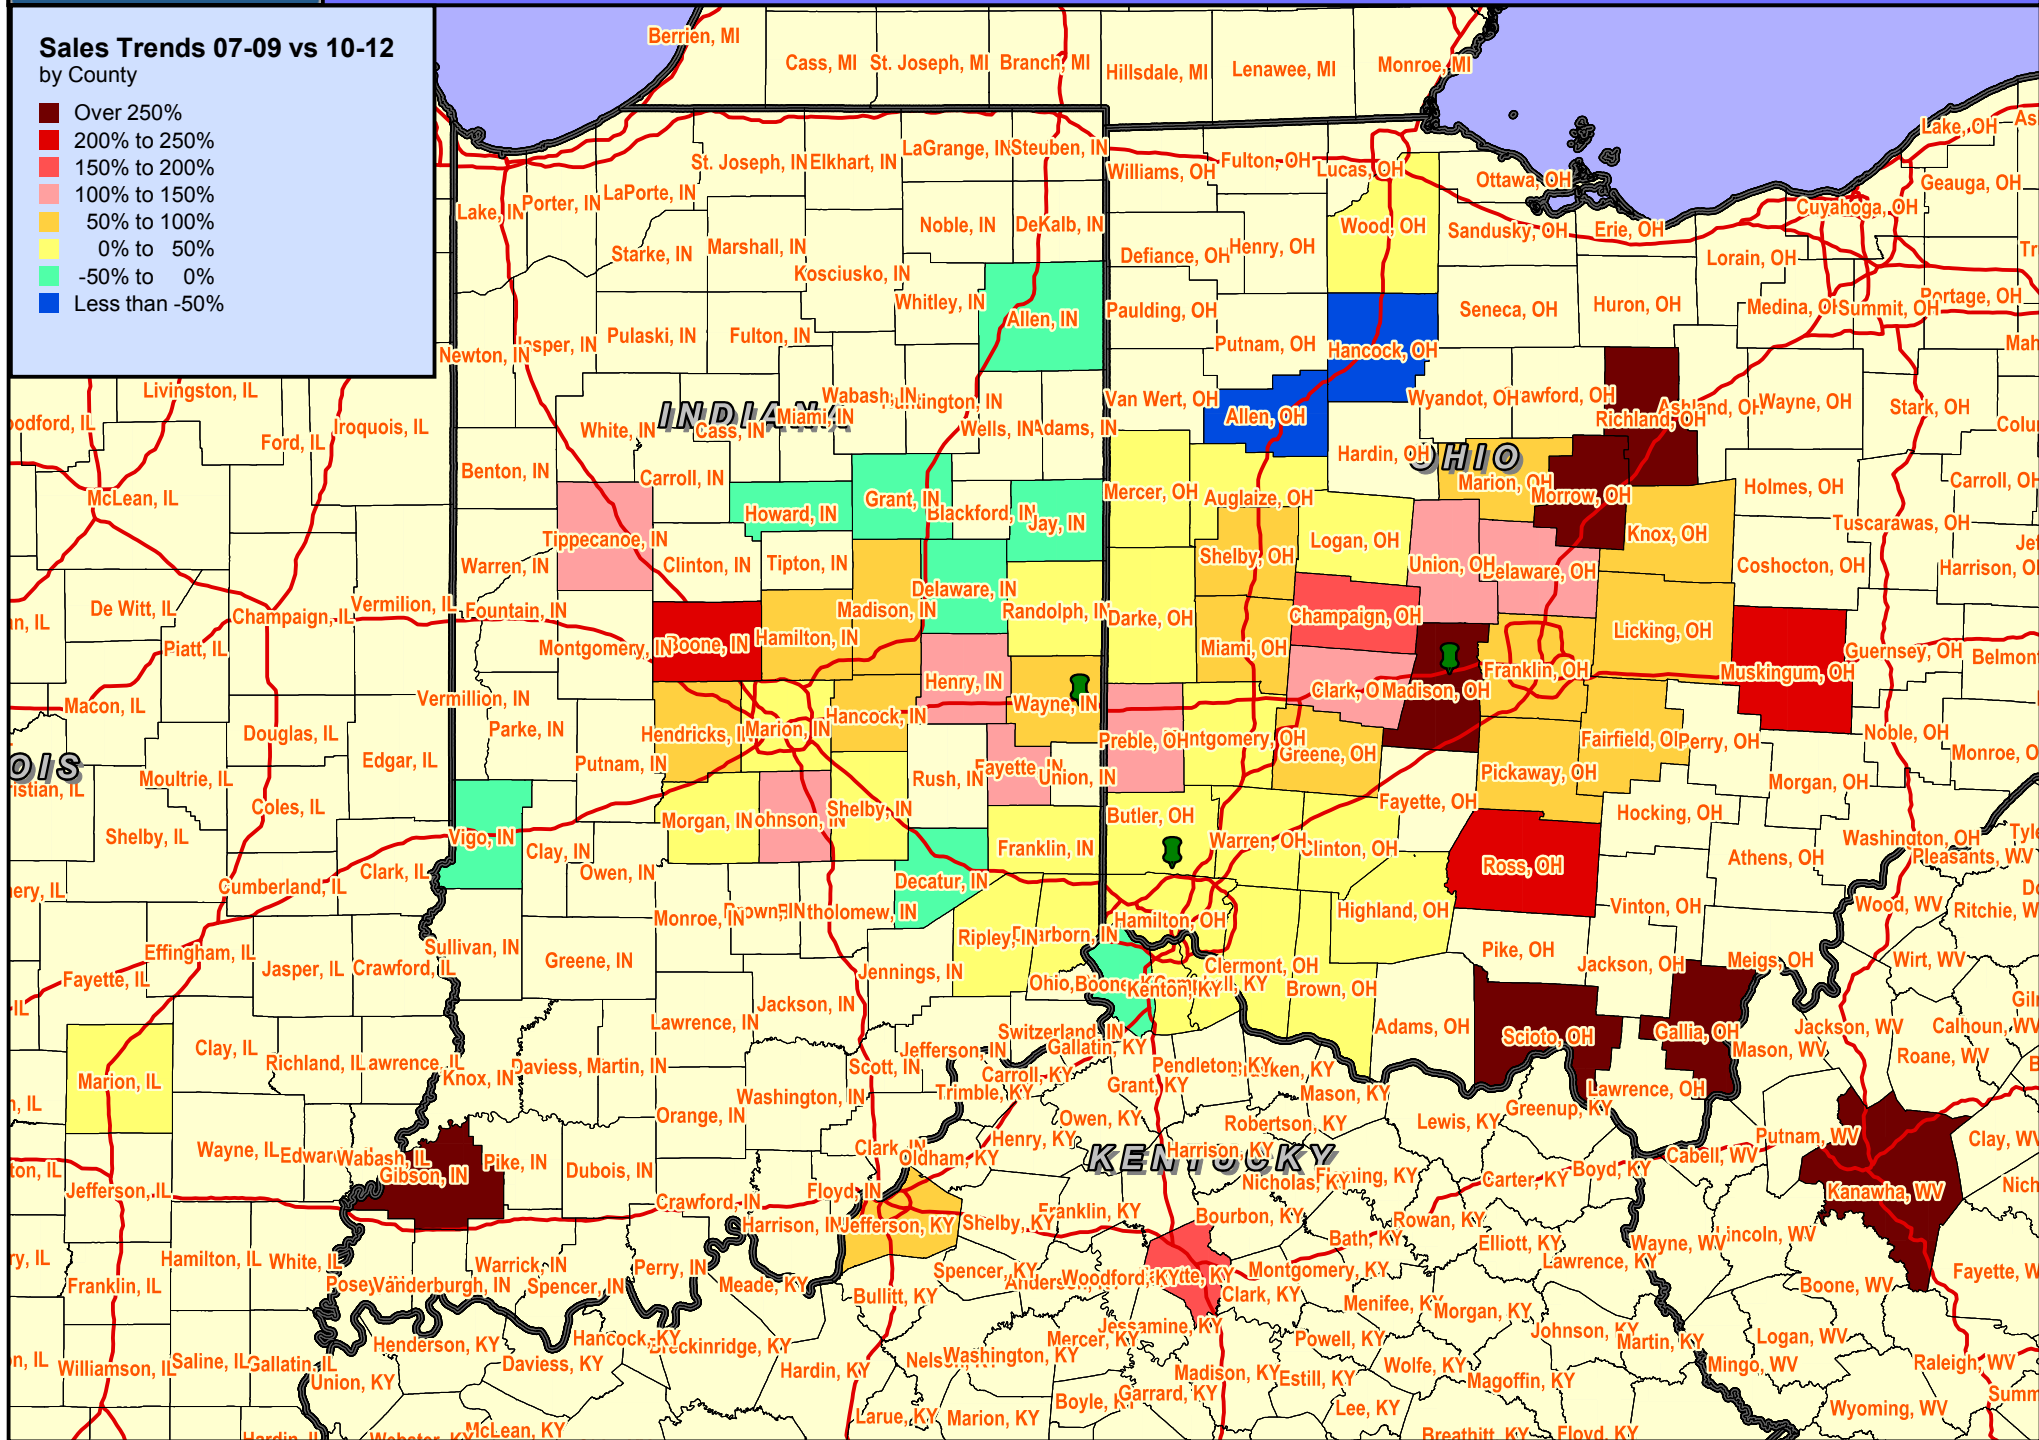 Sales Trends 07-09 vs 10-12
by County
Over 250%
200% to 250%
150% to 200%
100% to 150%
50% to 100%
0% to 50%
-50% to 0%
Less than -50%
Berrien, MI
Cass, MI
St. Joseph, MI
Branch, MI
Hillsdale, MI
Lenawee, MI
Monroe, MI
Lake, OH
St. Joseph, IN
Elkhart, IN
LaGrange, IN
Steuben, IN
Williams, OH
Fulton, OH
Lucas, OH
Ottawa, OH
Geauga, OH
Lake, IN
Porter, IN
LaPorte, IN
Noble, IN
DeKalb, IN
Wood, OH
Sandusky, OH
Erie, OH
Cuyahoga, OH
Starke, IN
Marshall, IN
Kosciusko, IN
Defiance, OH
Henry, OH
Lorain, OH
Whitley, IN
Allen, IN
Paulding, OH
Seneca, OH
Huron, OH
Medina, OH
Summit, OH
Portage, OH
Newton, IN
Pulaski, IN
Fulton, IN
Putnam, OH
Hancock, OH
Livingston, IL
Wabash, IN
Van Wert, OH
Allen, OH
Wyandot, OH
Richland, OH
Wayne, OH
Stark, OH
Ford, IL
Iroquois, IL
White, IN
INDIANA
Cass, IN
Miami, IN
Wells, IN
Adams, IN
Hardin, OH
OHIO
McLean, IL
Benton, IN
Carroll, IN
Howard, IN
Grant, IN
Blackford, IN
Jay, IN
Mercer, OH
Auglaize, OH
Marion, OH
Morrow, OH
Holmes, OH
Carroll, OH
Tippecanoe, IN
Shelby, OH
Logan, OH
Knox, OH
Tuscarawas, OH
Warren, IN
Clinton, IN
Tipton, IN
Union, OH
Delaware, OH
Coshocton, OH
Harrison, OH
De Witt, IL
Champaign, IL
Vermilion, IL
Fountain, IN
Madison, IN
Delaware, IN
Randolph, IN
Darke, OH
Champaign, OH
Piatt, IL
Montgomery, IN
Boone, IN
Hamilton, IN
Miami, OH
Licking, OH
Guernsey, OH
Macon, IL
Vermillion, IN
Henry, IN
Wayne, IN
Clark, OH
Madison, OH
Franklin, OH
Muskingum, OH
Douglas, IL
Edgar, IL
Parke, IN
Putnam, IN
Hendricks, IN
Marion, IN
Hancock, IN
Preble, OH
Greene, OH
Fairfield, OH
Perry, OH
Noble, OH
Moultrie, IL
Coles, IL
Rush, IN
Fayette, IN
Union, IN
Pickaway, OH
Morgan, OH
Shelby, IL
Vigo, IN
Clay, IN
Morgan, IN
Johnson, IN
Shelby, IN
Franklin, IN
Butler, OH
Warren, OH
Clinton, OH
Fayette, OH
Hocking, OH
Washington, OH
Cumberland, IL
Clark, IL
Owen, IN
Decatur, IN
Ross, OH
Athens, OH
Pleasants, WV
Effingham, IL
Sullivan, IN
Monroe, IN
Hamilton, OH
Highland, OH
Vinton, OH
Wood, WV
Fayette, IL
Jasper, IL
Crawford, IL
Greene, IN
Jennings, IN
Ripley, IN
Dearborn, IN
Clermont, OH
Pike, OH
Jackson, OH
Meigs, OH
Wirt, WV
Jackson, IN
Kenton, KY
Brown, OH
Lawrence, IN
Switzerland, IN
Adams, OH
Scioto, OH
Gallia, OH
Jackson, WV
Calhoun, WV
Marion, IL
Clay, IL
Richland, IL
Lawrence, IL
Knox, IN
Daviess, IN
Martin, IN
Jefferson, IN
Gallatin, KY
Mason, WV
Roane, WV
Scott, IN
Carroll, KY
Grant, KY
Pendleton, KY
Mason, KY
Lawrence, OH
Orange, IN
Washington, IN
Trimble, KY
Owen, KY
Robertson, KY
Lewis, KY
Greenup, KY
Putnam, WV
Wayne, IL
Wabash, IL
Gibson, IN
Pike, IN
Dubois, IN
Clark, IN
Oldham, KY
Henry, KY
KENTUCKY
Harrison, KY
Carter, KY
Boyd, KY
Cabell, WV
Jefferson, IL
Crawford, IN
Floyd, IN
Nicholas, KY
Kanawha, WV
Harrison, IN
Jefferson, KY
Shelby, KY
Franklin, KY
Bourbon, KY
Rowan, KY
Bath, KY
Elliott, KY
Wayne, WV
Hamilton, IL
White, IL
Franklin, IL
Warrick, IN
Vanderburgh, IN
Spencer, IN
Perry, IN
Meade, KY
Bullitt, KY
Spencer, KY
Montgomery, KY
Clark, KY
Menifee, KY
Morgan, KY
Lawrence, KY
Boone, WV
Henderson, KY
Hancock, KY
Jessamine, KY
Mercer, KY
Powell, KY
Johnson, KY
Martin, KY
Logan, WV
Williamson, IL
Saline, IL
Gallatin, IL
Union, KY
Daviess, KY
Hardin, KY
Washington, KY
Madison, KY
Estill, KY
Wolfe, KY
Magoffin, KY
Mingo, WV
Raleigh, WV
Larue, KY
Marion, KY
Boyle, KY
Garrard, KY
Lee, KY
Wyoming, WV
McLean, KY
Breathitt, KY
Floyd, KY